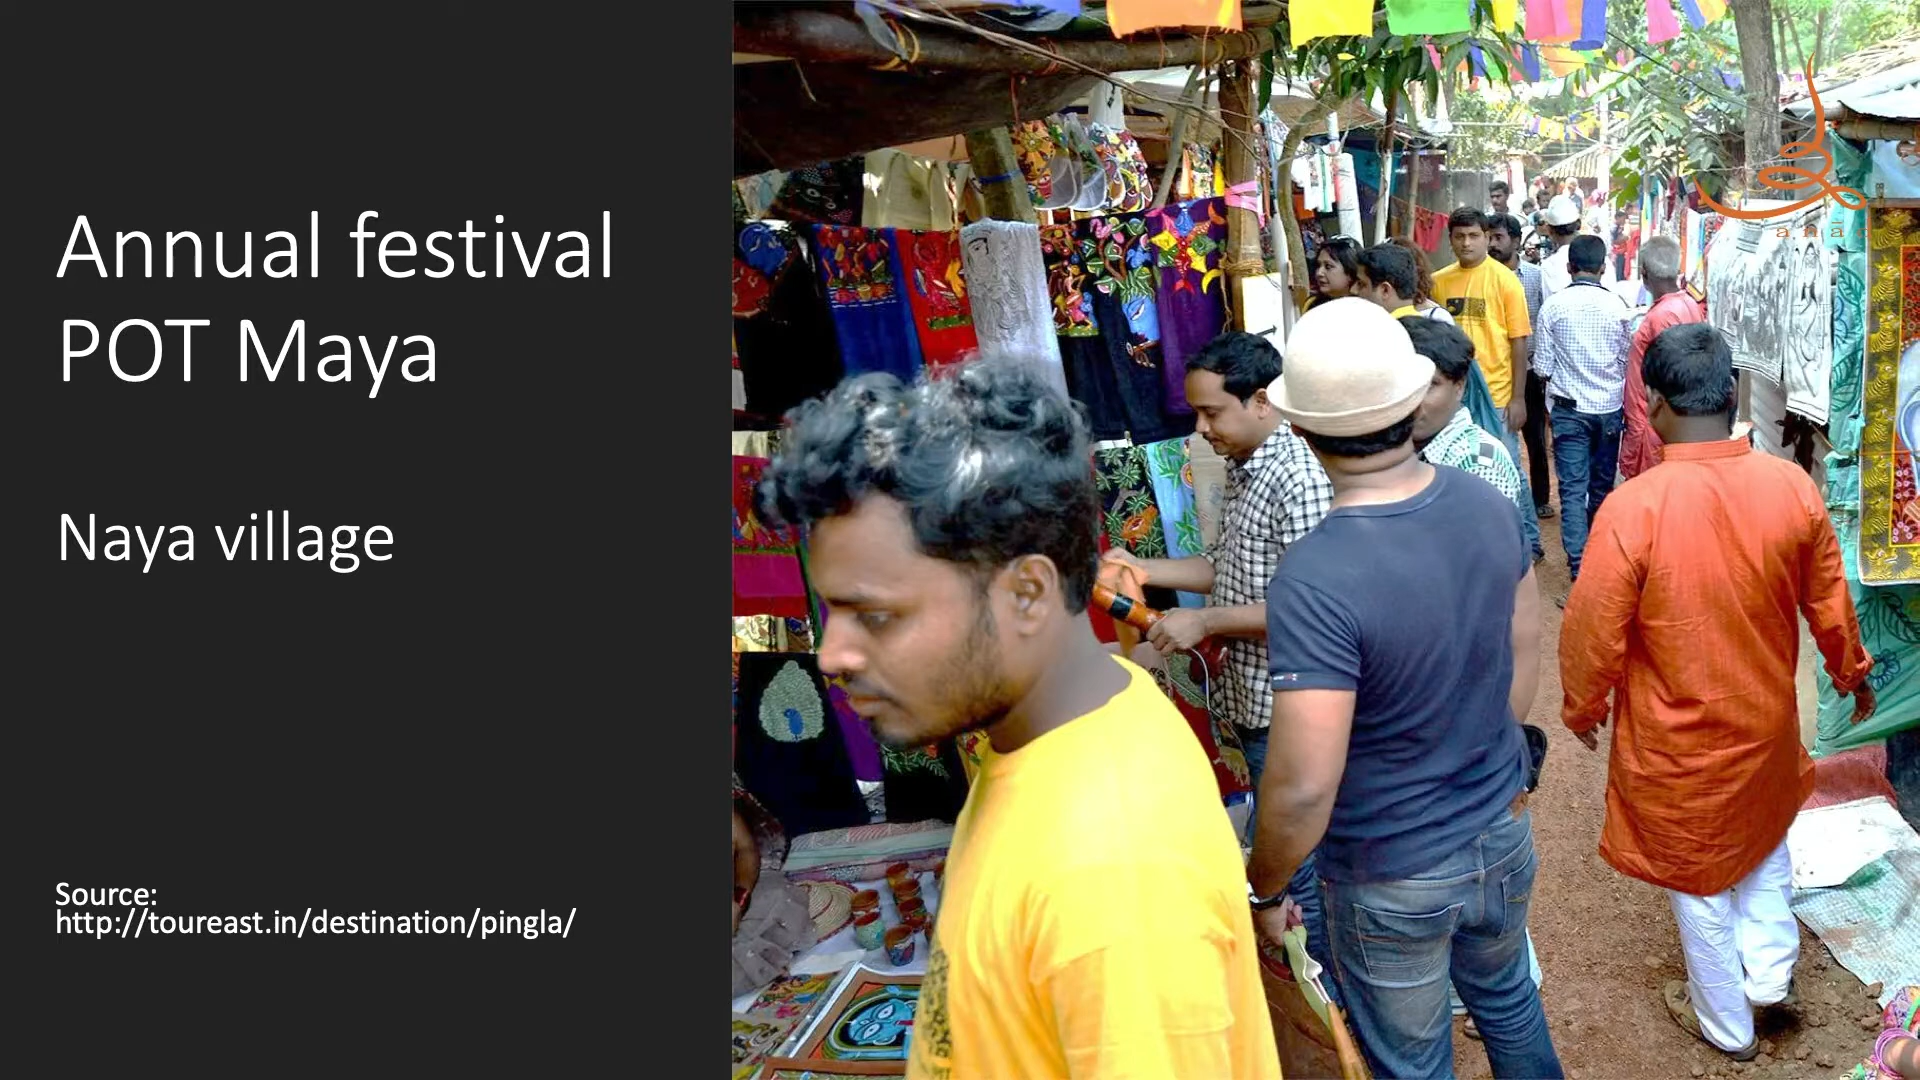 Annual festival
POT Maya
Naya village
Source:
http://toureast.in/destination/pingla/